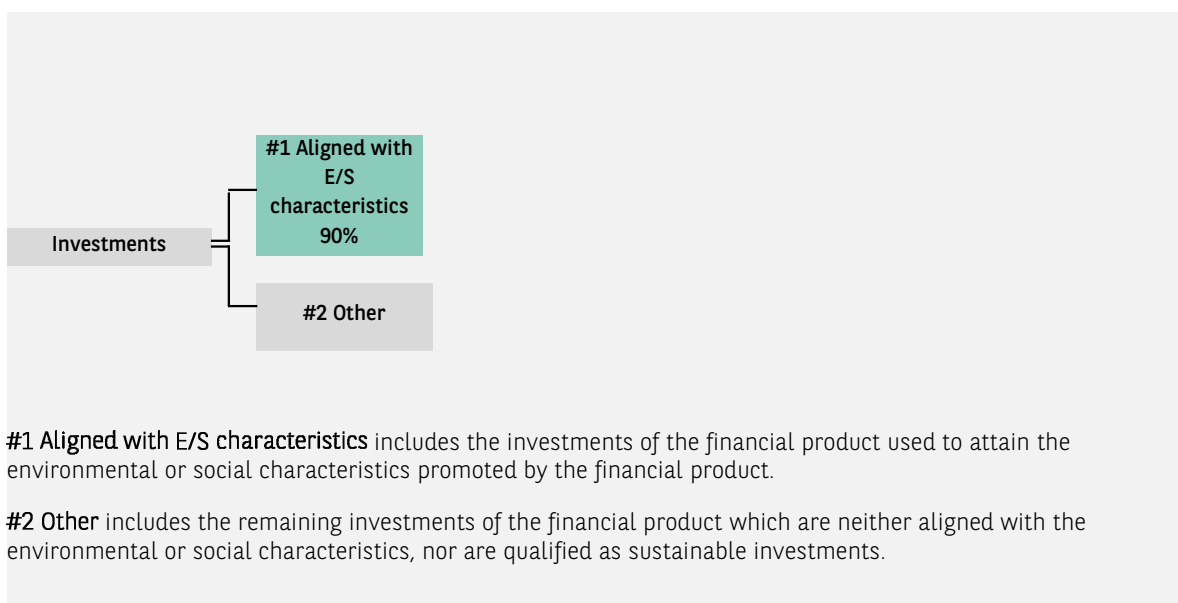 #1 Aligned with
E/S
characteristics
90%
Investments
#2 Other
#1 Aligned with E/S characteristics includes the investments of the financial product used to attain the
environmental or social characteristics promoted by the financial product.
#2 Other includes the remaining investments of the financial product which are neither aligned with the
environmental or social characteristics, nor are qualified as sustainable investments.